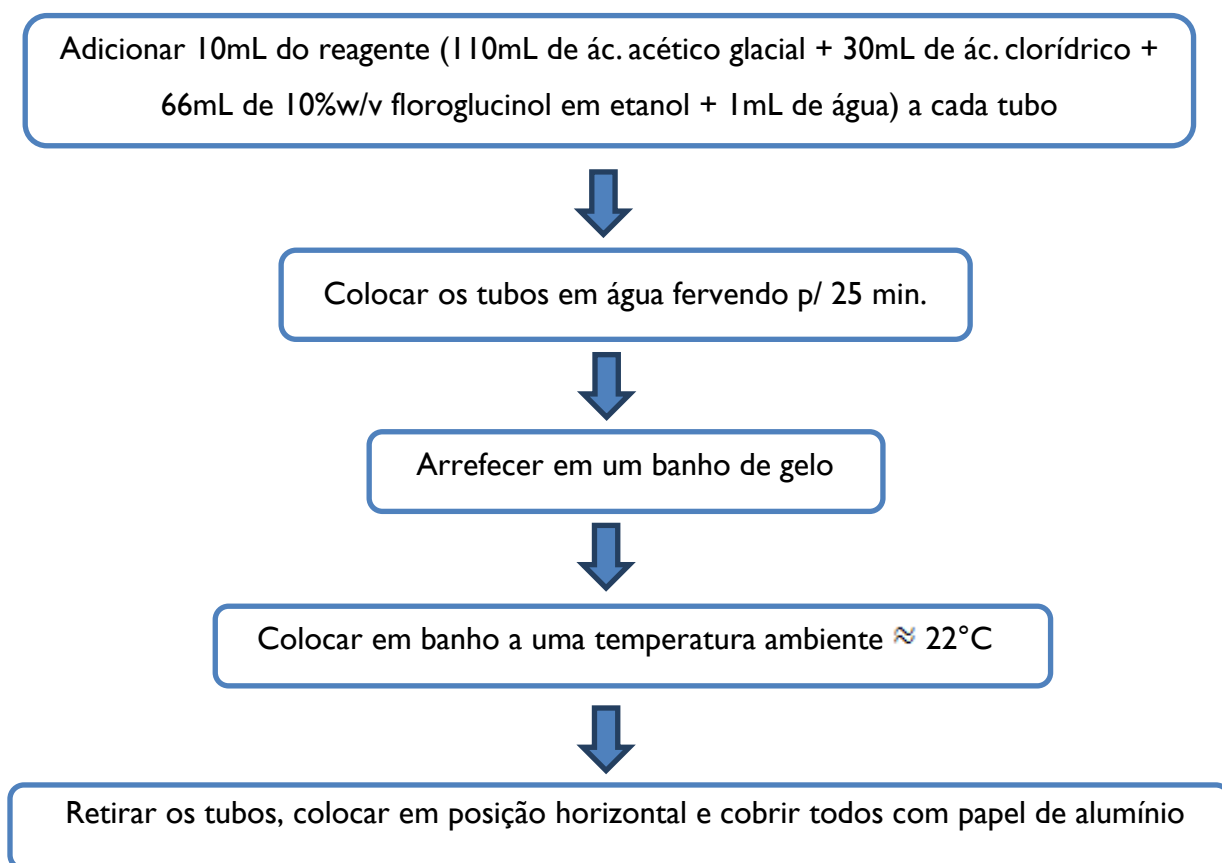 Adicionar 10mL do reagente (110mL de ác. acético glacial + 30mL de ác. clorídrico +
66mL de 10%w/v floroglucinol em etanol + 1mL de água) a cada tubo
Colocar os tubos em água fervendo p/ 25 min.
Arrefecer em um banho de gelo
Colocar em banho a uma temperatura ambiente ≈ 22°C
Retirar os tubos, colocar em posição horizontal e cobrir todos com papel de alumínio